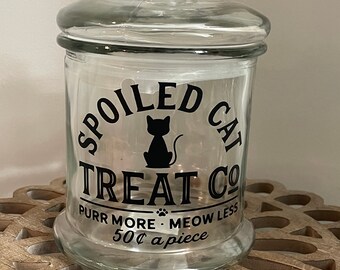 SPOILED CAT
TREAT CO
PURR MORE · MEOW LESS
50¢ a piece